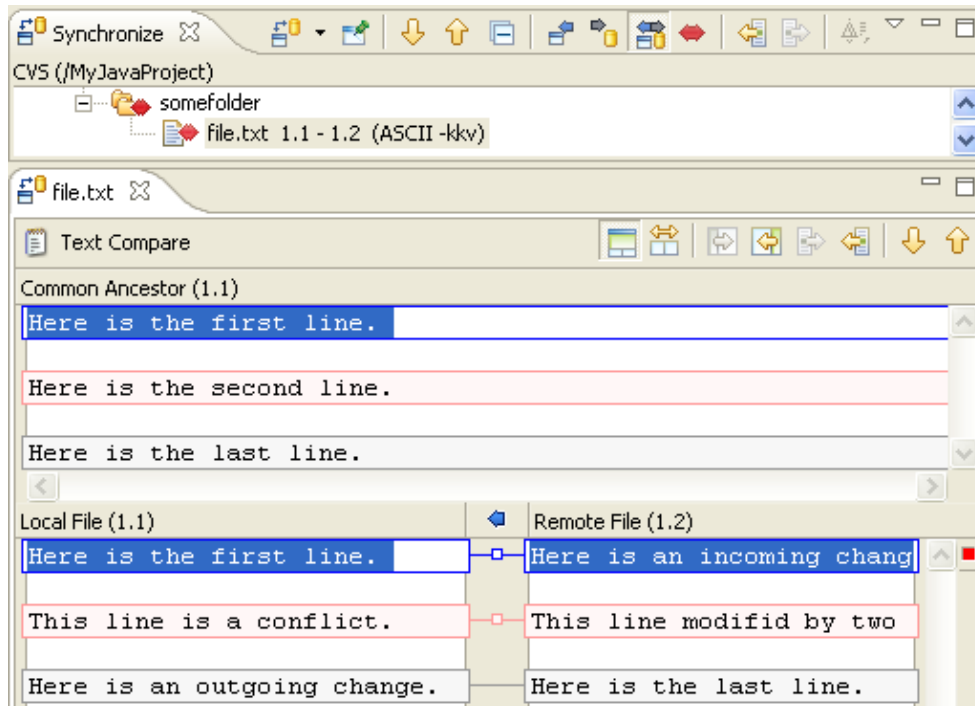 Synchronize
CVS (/MyJavaProject)
somefolder
file.txt 1.1 - 1.2 (ASCII -kkv)
file.txt
Text Compare
Common Ancestor (1.1)
Here is the first line.
Here is the second line.
Here is the last line.
Local File (1.1)
Remote File (1.2)
Here is the first line.
Here is an incoming chang
This line is a conflict.
This line modifid by two
Here is an outgoing change.
Here is the last line.